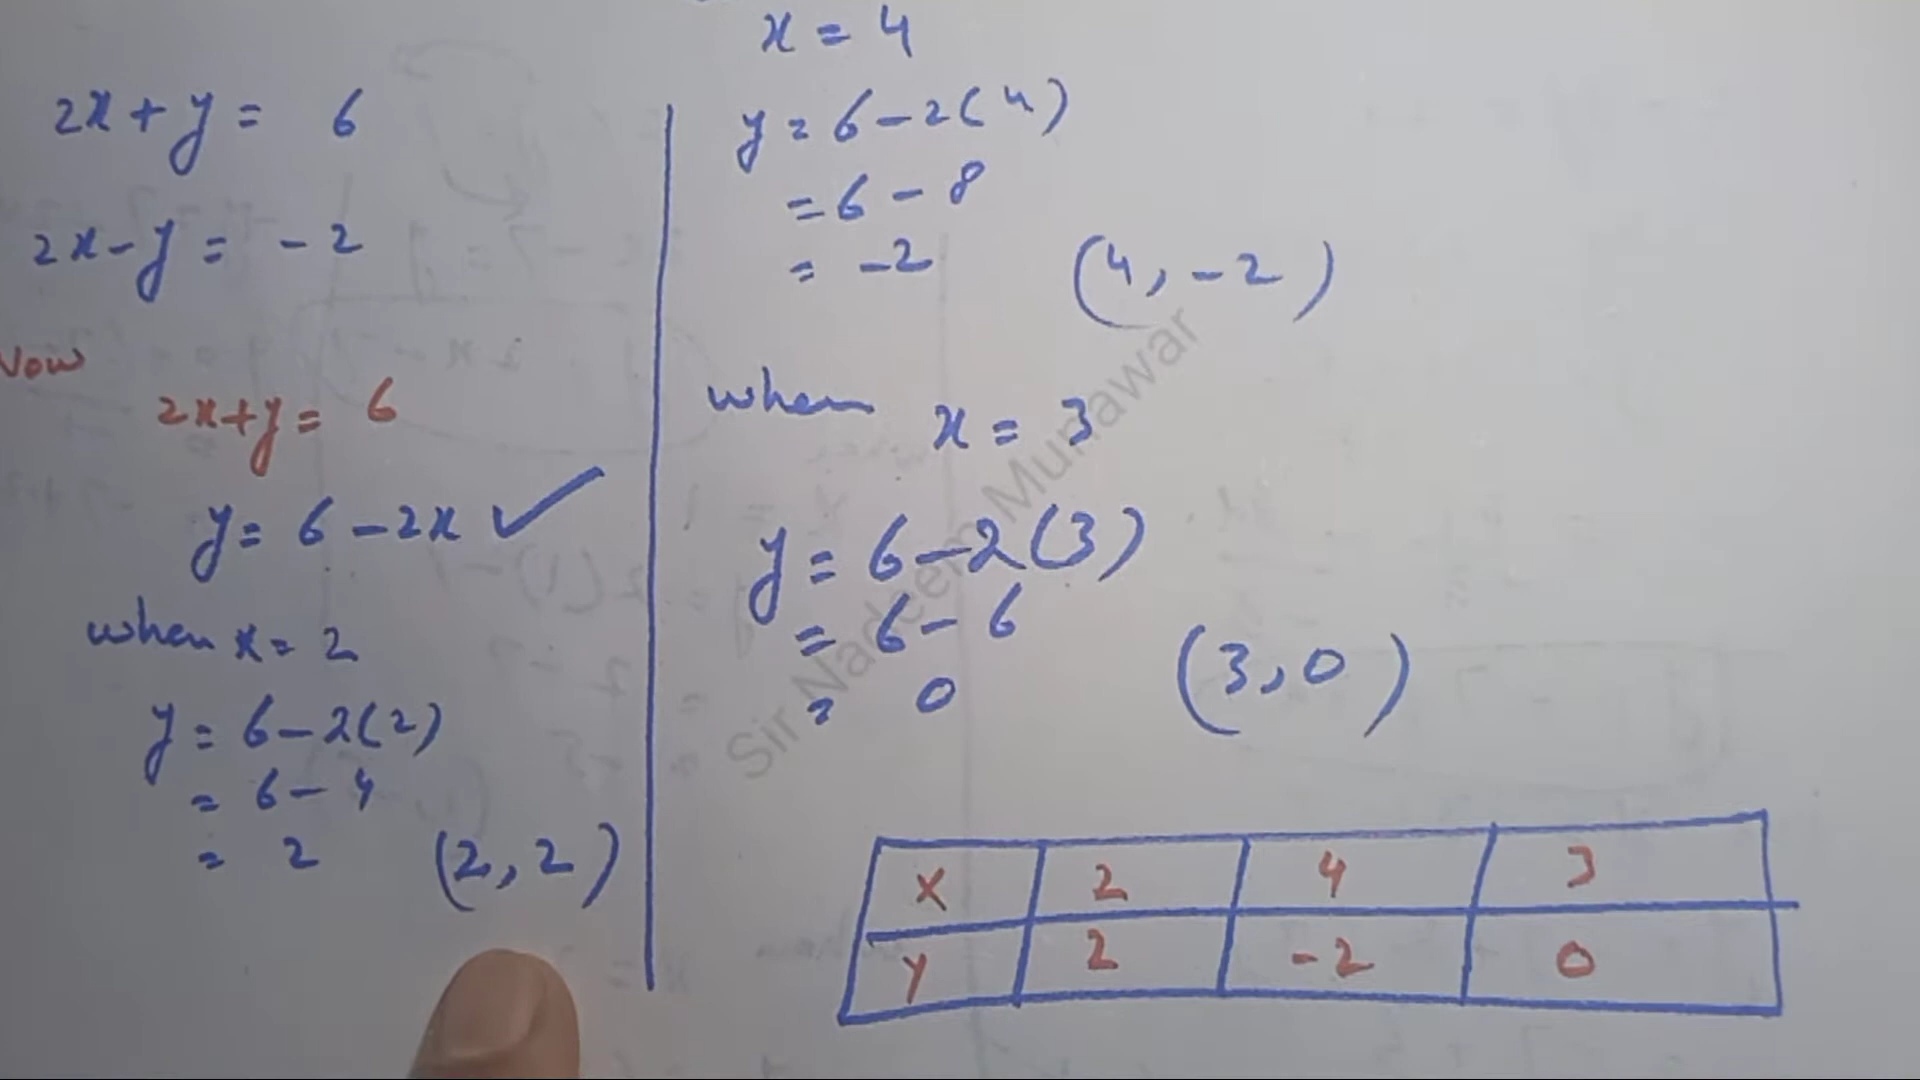 2x + y = 6
2x - y = -2
Now
2x + y = 6
y = 6 - 2x ✓
when x = 2
y = 6 - 2(2)
= 6 - 4
= 2 (2, 2)
x = 4
y = 6 - 2(4)
= 6 - 8
= -2 (4, -2)
when x = 3
y = 6 - 2(3)
= 6 - 6
= 0 (3, 0)
X 2 4 3
Y 2 -2 0
Sir Nadeem Munawar